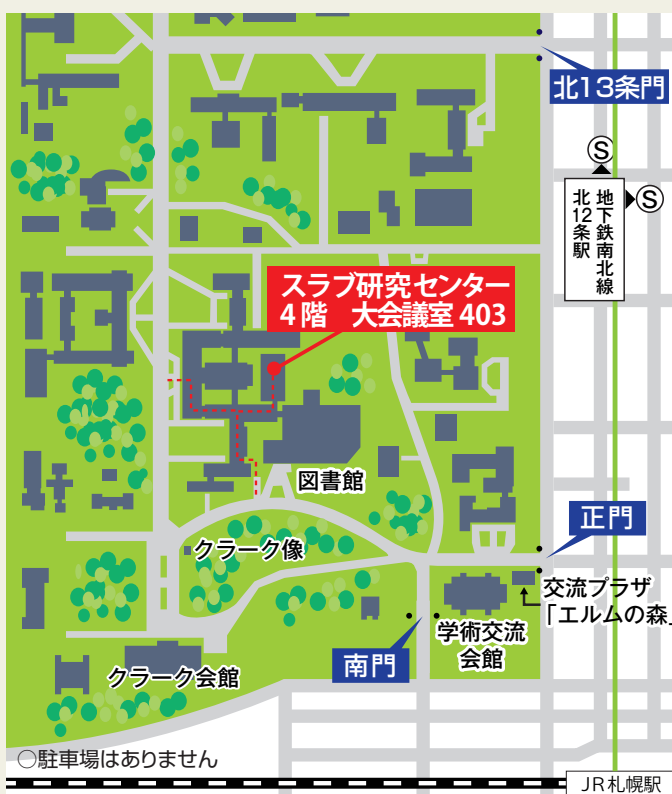 北13条門
Ⓢ
地下鉄南北線
北12条駅
Ⓢ
スラブ研究センター
4階 大会議室 403
図書館
正門
クラーク像
交流プラザ
「エルムの森」
学術交流
会館
南門
クラーク会館
○駐車場はありません
JR札幌駅